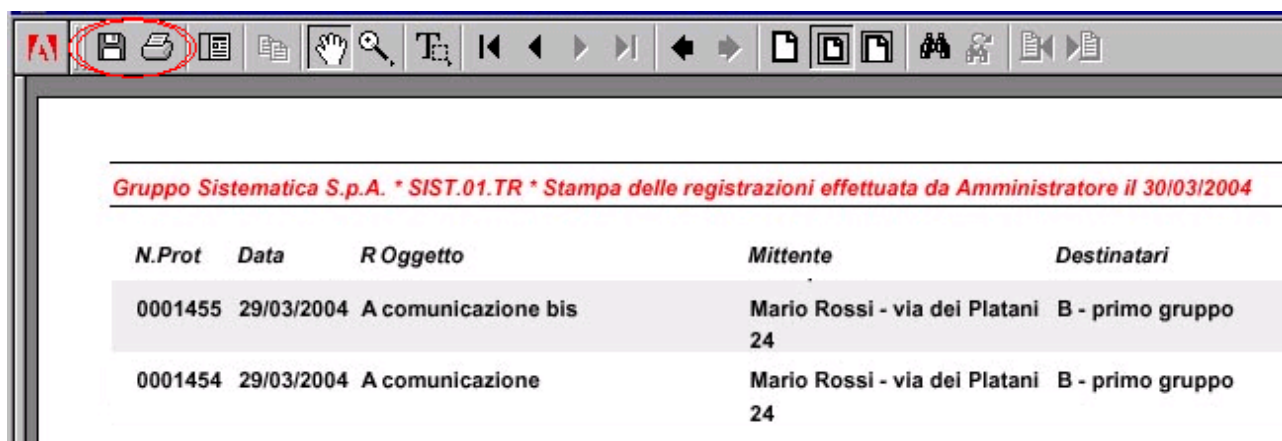 Gruppo Sistematica S.p.A. * SIST.01.TR * Stampa delle registrazioni effettuata da Amministratore il 30/03/2004
N.Prot Data R Oggetto Mittente Destinatari
0001455 29/03/2004 A comunicazione bis Mario Rossi - via dei Platani B - primo gruppo
24
0001454 29/03/2004 A comunicazione Mario Rossi - via dei Platani B - primo gruppo
24